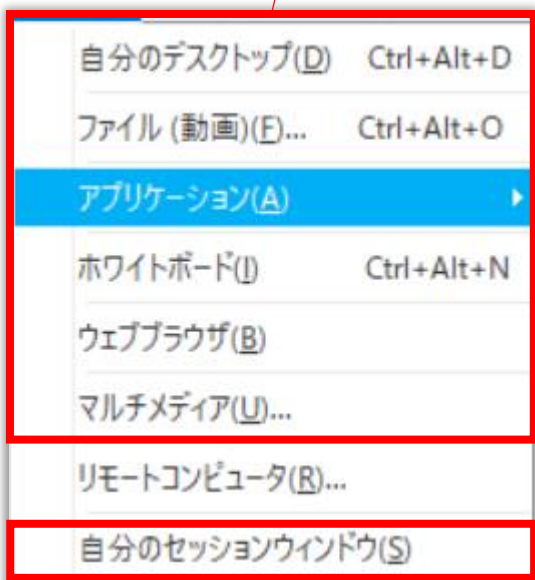 自分のデスクトップ(D) Ctrl+Alt+D
ファイル (動画)(F)... Ctrl+Alt+O
アプリケーション(A)
ホワイトボード(I) Ctrl+Alt+N
ウェブブラウザ(B)
マルチメディア(U)...
リモートコンピュータ(R)...
自分のセッションウィンドウ(S)